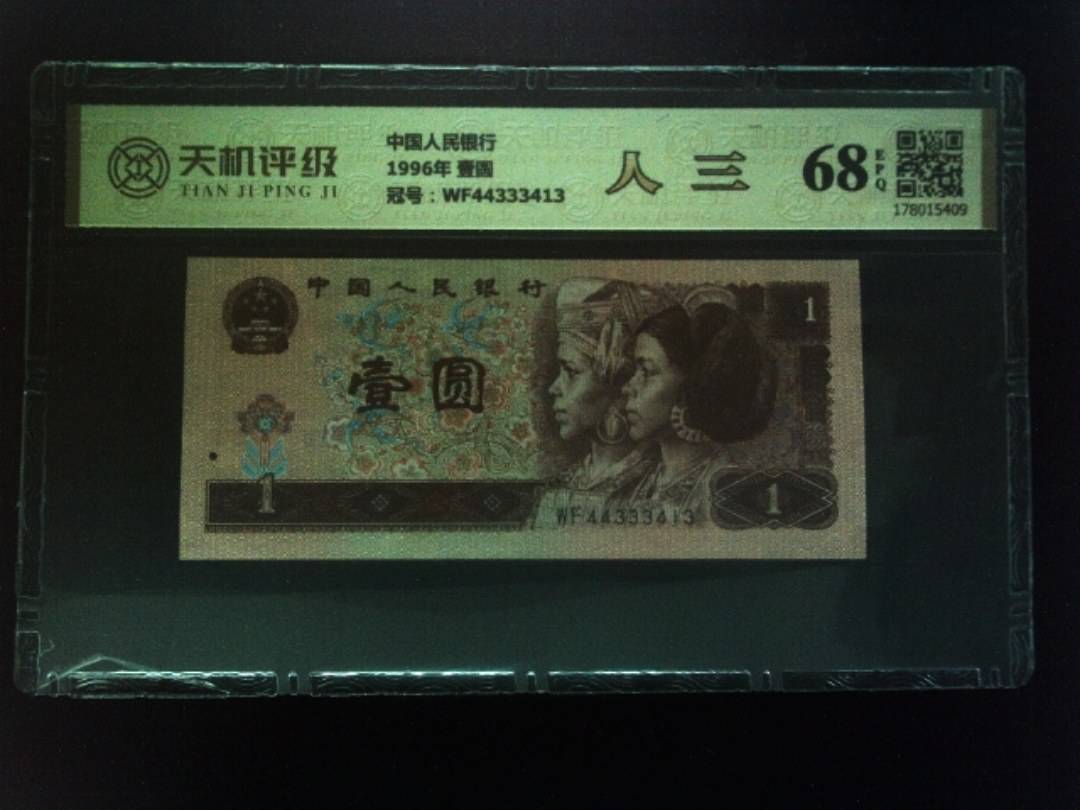 天机评级
TIAN JI PING JI
中国人民银行
1996年 壹圓
冠号：WF44333413
人 三
68
EPQ
178015409
中国人民银行
1
壹圆
1
1
WF44333413